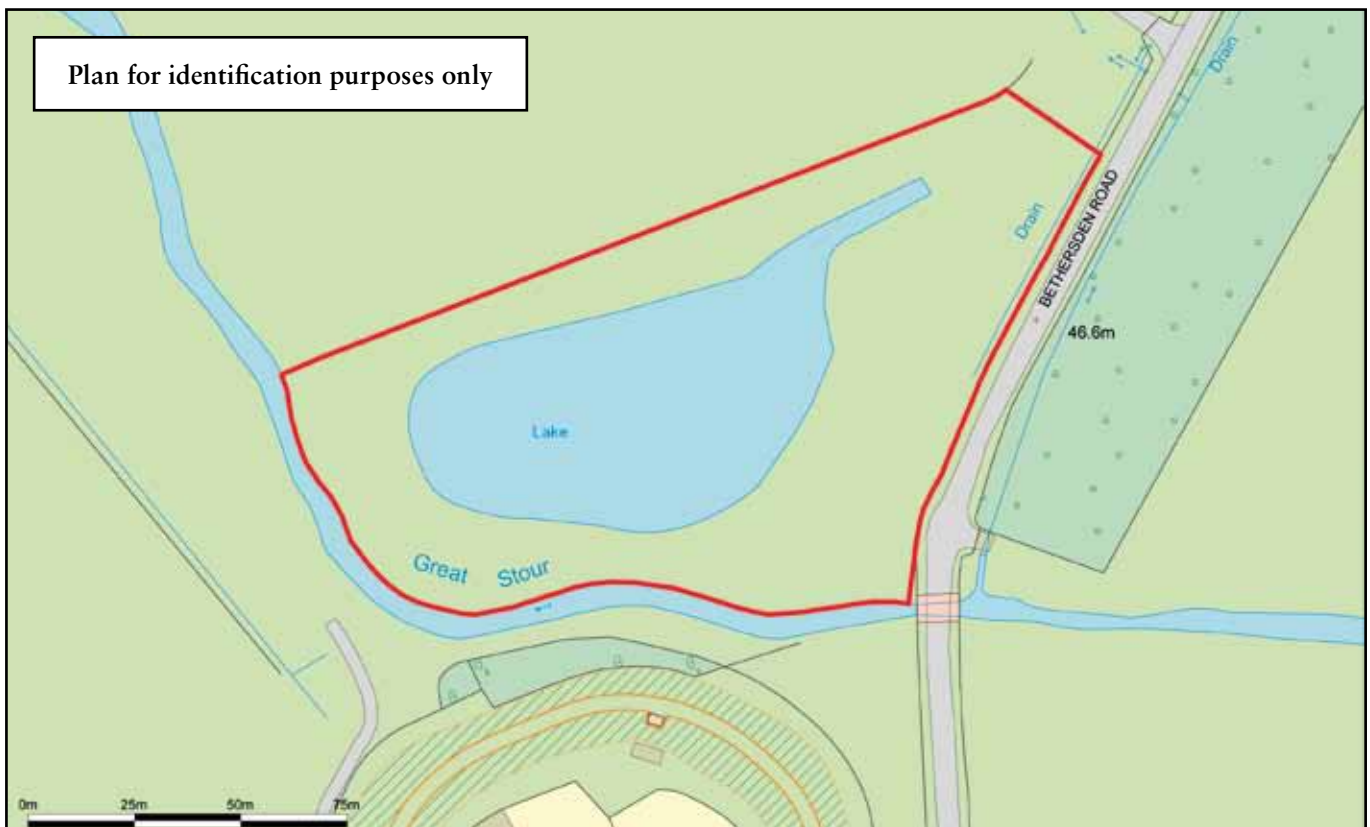 Plan for identification purposes only
Drain
Drain
BETHERSDEN ROAD
46.6m
Lake
Great Stour
0m 25m 50m 75m